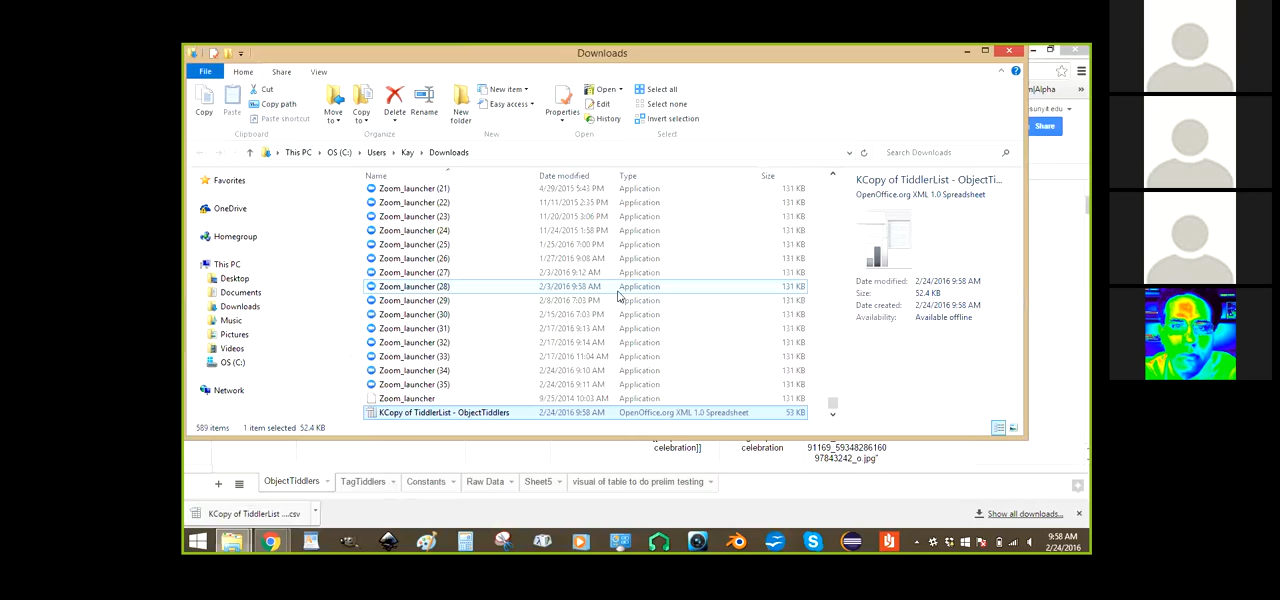 Downloads
File Home Share View
Cut
Copy path
Paste shortcut
Copy Paste
Clipboard
Move to Copy to Delete Rename
Organize
New folder
New item
Easy access
New
Properties
Open
Edit
History
Open
Select all
Select none
Invert selection
Select
m|Alpha »
sunyit.edu
Share
This PC OS (C:) Users Kay Downloads
Search Downloads
Favorites
OneDrive
Homegroup
This PC
Desktop
Documents
Downloads
Music
Pictures
Videos
OS (C:)
Network
Name Date modified Type Size
Zoom_launcher (21) 4/29/2015 5:43 PM Application 131 KB
Zoom_launcher (22) 11/11/2015 2:35 PM Application 131 KB
Zoom_launcher (23) 11/20/2015 3:06 PM Application 131 KB
Zoom_launcher (24) 11/24/2015 1:58 PM Application 131 KB
Zoom_launcher (25) 1/25/2016 7:00 PM Application 131 KB
Zoom_launcher (26) 1/27/2016 9:08 AM Application 131 KB
Zoom_launcher (27) 2/3/2016 9:12 AM Application 131 KB
Zoom_launcher (28) 2/3/2016 9:58 AM Application 131 KB
Zoom_launcher (29) 2/8/2016 7:03 PM Application 131 KB
Zoom_launcher (30) 2/15/2016 7:03 PM Application 131 KB
Zoom_launcher (31) 2/17/2016 9:13 AM Application 131 KB
Zoom_launcher (32) 2/17/2016 9:14 AM Application 131 KB
Zoom_launcher (33) 2/17/2016 11:04 AM Application 131 KB
Zoom_launcher (34) 2/24/2016 9:10 AM Application 131 KB
Zoom_launcher (35) 2/24/2016 9:11 AM Application 131 KB
Zoom_launcher 9/25/2014 10:03 AM Application 131 KB
KCopy of TiddlerList - ObjectTiddlers 2/24/2016 9:58 AM OpenOffice.org XML 1.0 Spreadsheet 53 KB
KCopy of TiddlerList - ObjectTi...
OpenOffice.org XML 1.0 Spreadsheet
Date modified: 2/24/2016 9:58 AM
Size: 52.4 KB
Date created: 2/24/2016 9:58 AM
Availability: Available offline
589 items 1 item selected 52.4 KB
celebration]] celebration 91169_59348286160
97843242_o.jpg"
ObjectTiddlers TagTiddlers Constants Raw Data Sheet5 visual of table to do prelim testing
KCopy of TiddlerList ....csv
Show all downloads...
9:58 AM
2/24/2016